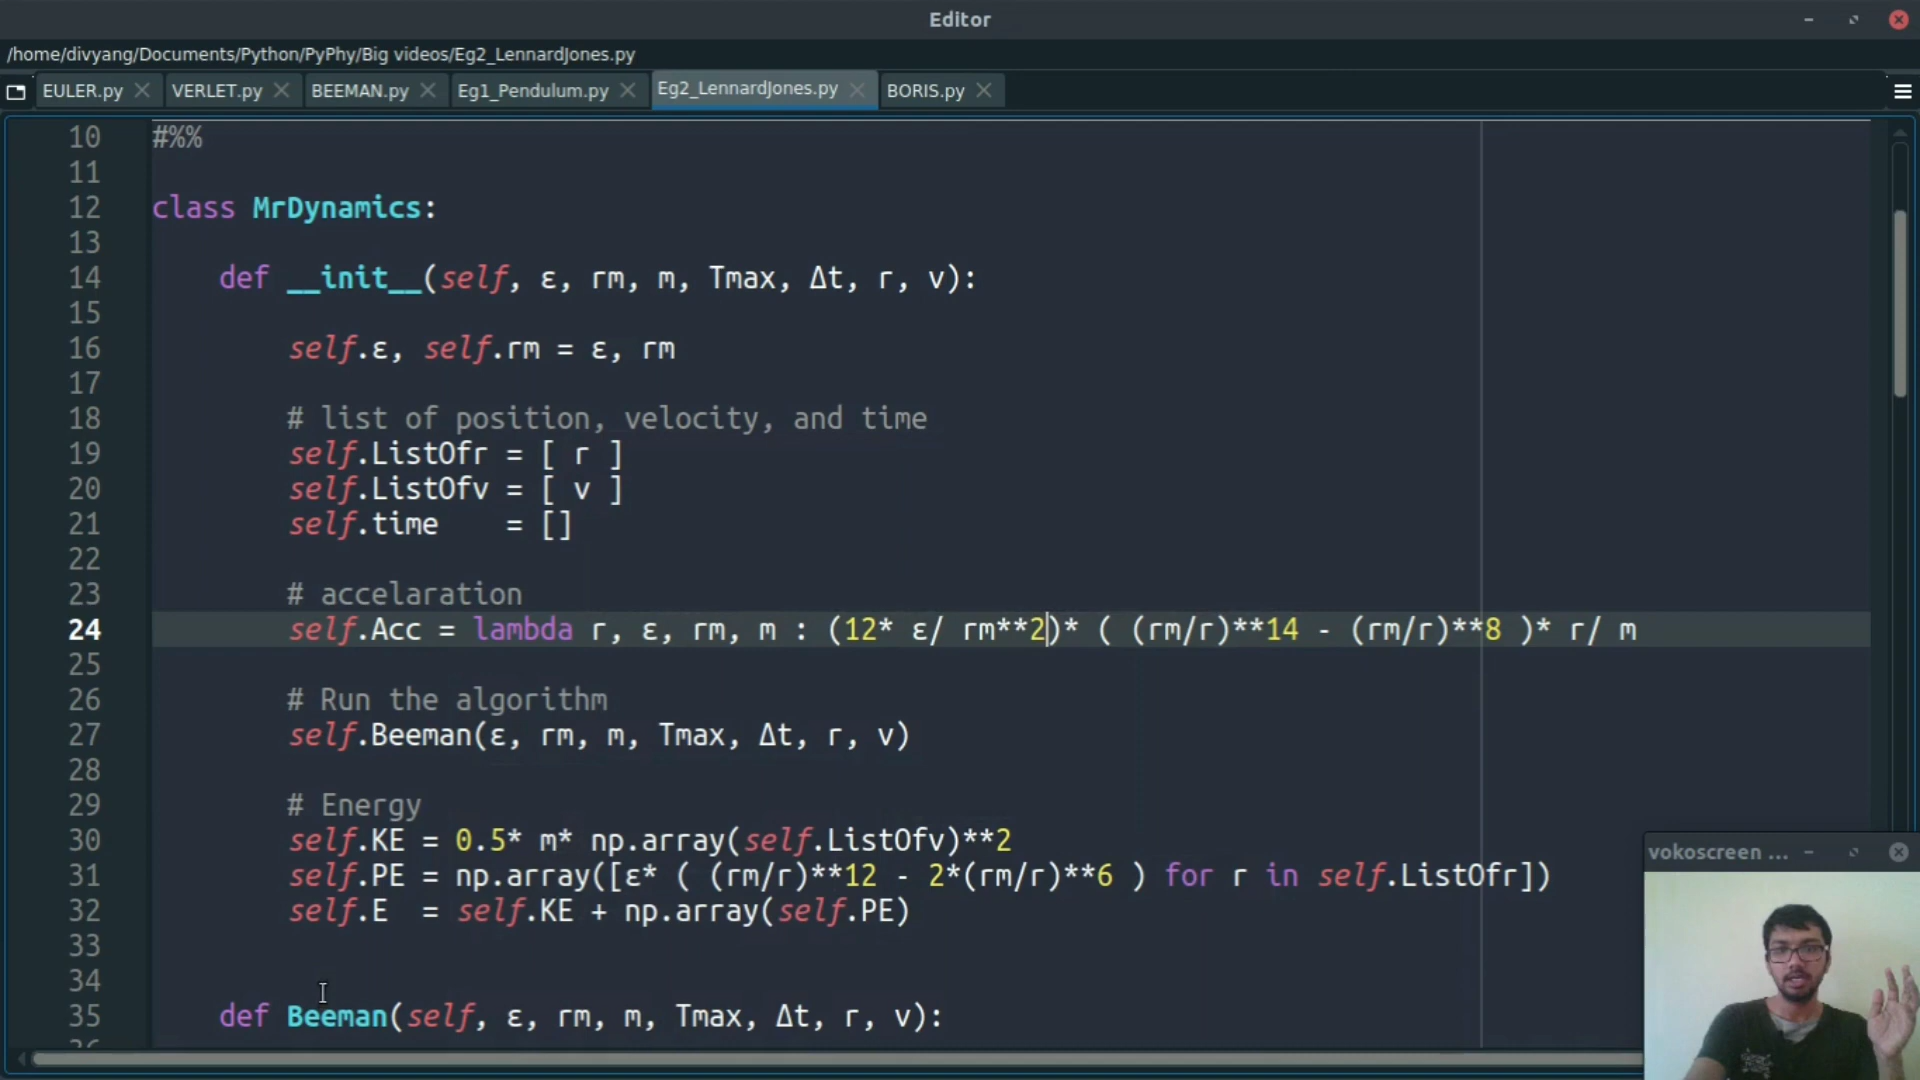 Editor
/home/divyang/Documents/Python/PyPhy/Big videos/Eg2_LennardJones.py
EULER.py VERLET.py BEEMAN.py Eg1_Pendulum.py Eg2_LennardJones.py BORIS.py
10 #%%
11
12 class MrDynamics:
13
14 def __init__(self, ε, rm, m, Tmax, Δt, r, v):
15
16 self.ε, self.rm = ε, rm
17
18 # list of position, velocity, and time
19 self.ListOfr = [ r ]
20 self.ListOfv = [ v ]
21 self.time = []
22
23 # accelaration
24 self.Acc = lambda r, ε, rm, m : (12* ε/ rm**2)* ( (rm/r)**14 - (rm/r)**8 )* r/ m
25
26 # Run the algorithm
27 self.Beeman(ε, rm, m, Tmax, Δt, r, v)
28
29 # Energy
30 self.KE = 0.5* m* np.array(self.ListOfv)**2
31 self.PE = np.array([ε* ( (rm/r)**12 - 2*(rm/r)**6 ) for r in self.ListOfr])
32 self.E = self.KE + np.array(self.PE)
33
34
35 def Beeman(self, ε, rm, m, Tmax, Δt, r, v):
vokoscreen ...